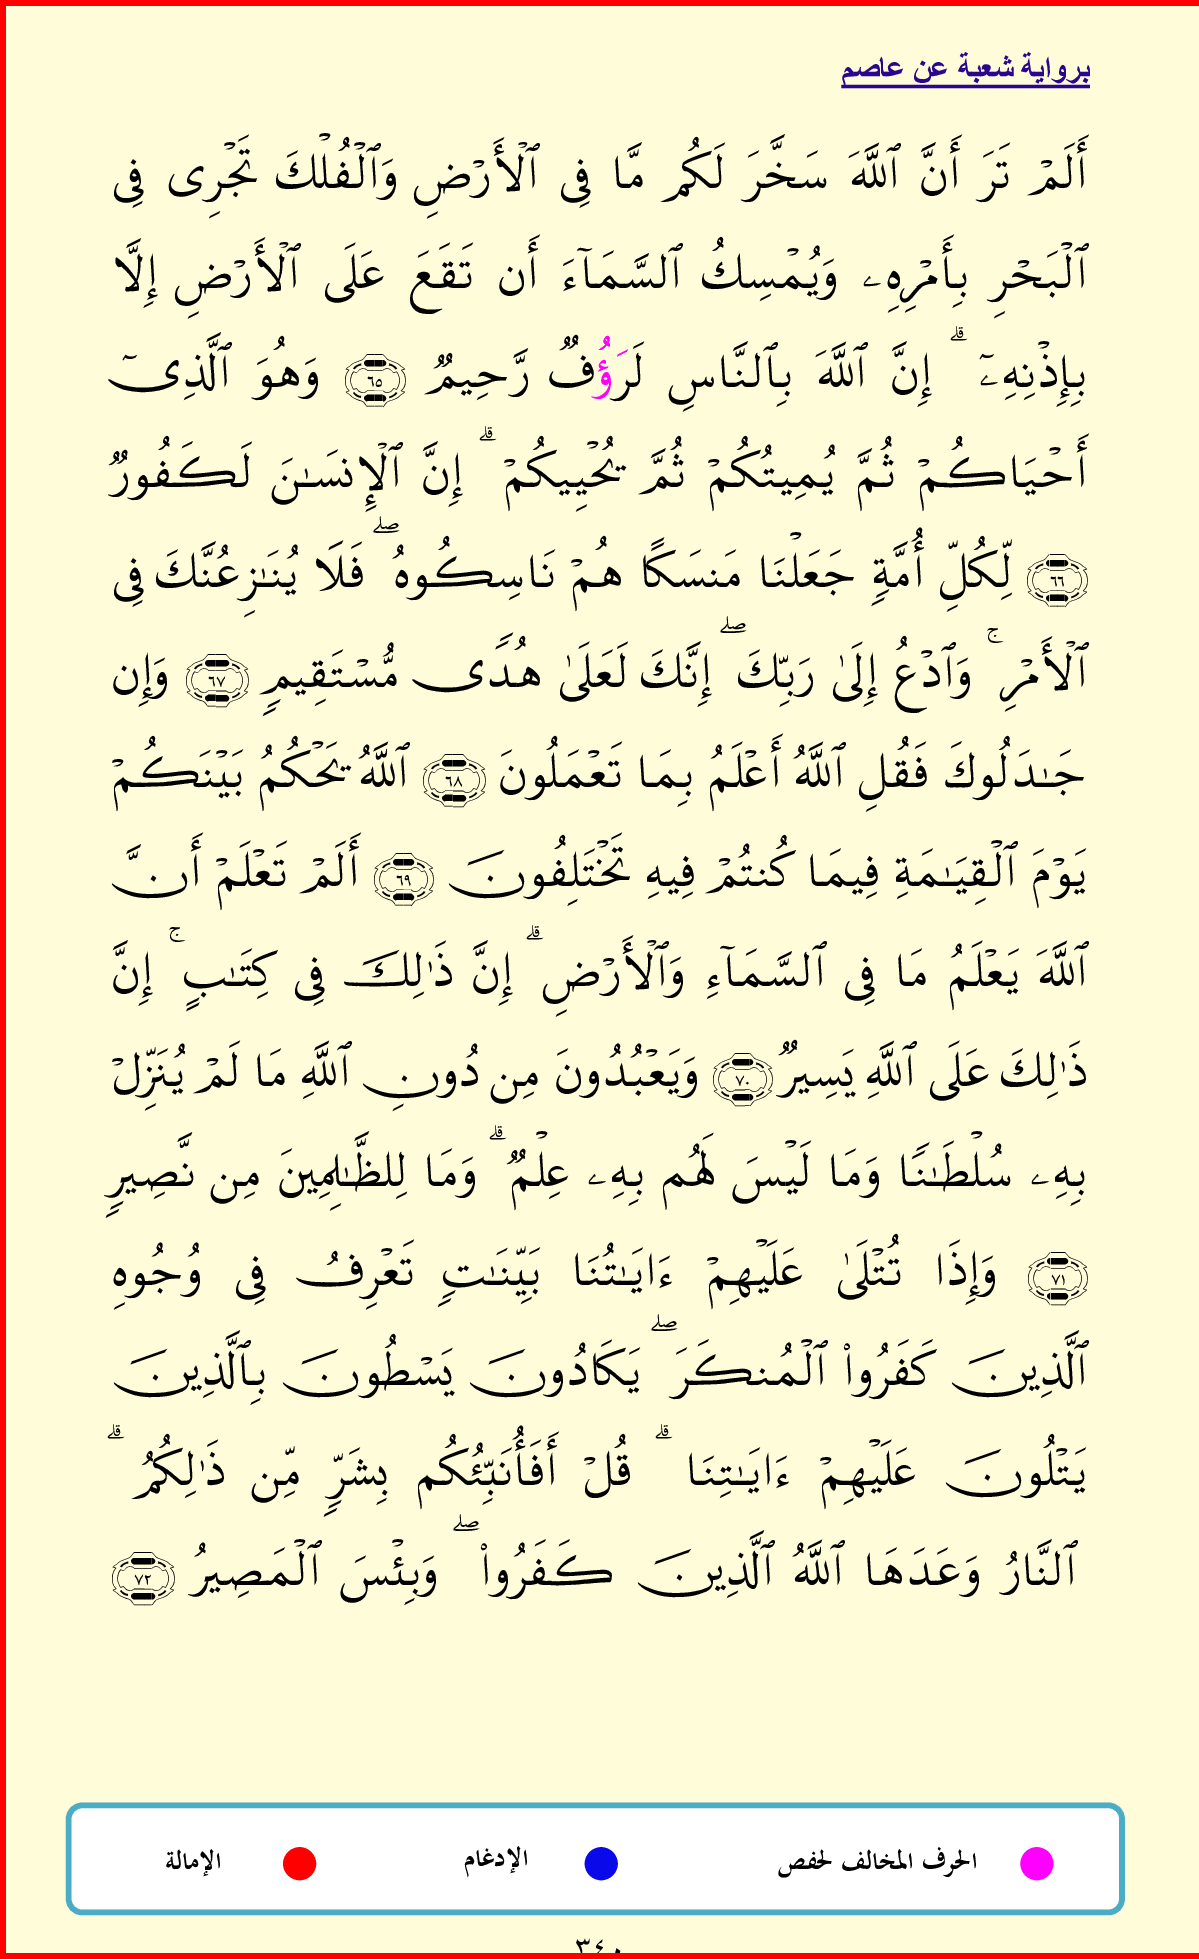 برواية شعبة عن عاصم
أَلَمۡ تَرَ أَنَّ ٱللَّهَ سَخَّرَ لَكُم مَّا فِي ٱلۡأَرۡضِ وَٱلۡفُلۡكَ تَجۡرِي فِي
ٱلۡبَحۡرِ بِأَمۡرِهِۦ وَيُمۡسِكُ ٱلسَّمَآءَ أَن تَقَعَ عَلَى ٱلۡأَرۡضِ إِلَّا
بِإِذۡنِهِۦٓۗ إِنَّ ٱللَّهَ بِٱلنَّاسِ لَرَؤُفٞ رَّحِيمٞ ٦٥ وَهُوَ ٱلَّذِيٓ
أَحۡيَاكُمۡ ثُمَّ يُمِيتُكُمۡ ثُمَّ يُحۡيِيكُمۡۗ إِنَّ ٱلۡإِنسَٰنَ لَكَفُورٞ
٦٦ لِّكُلِّ أُمَّةٖ جَعَلۡنَا مَنسَكًا هُمۡ نَاسِكُوهُۖ فَلَا يُنَٰزِعُنَّكَ فِي
ٱلۡأَمۡرِۚ وَٱدۡعُ إِلَىٰ رَبِّكَۖ إِنَّكَ لَعَلَىٰ هُدٗى مُّسۡتَقِيمٖ ٦٧ وَإِن
جَٰدَلُوكَ فَقُلِ ٱللَّهُ أَعۡلَمُ بِمَا تَعۡمَلُونَ ٦٨ ٱللَّهُ يَحۡكُمُ بَيۡنَكُمۡ
يَوۡمَ ٱلۡقِيَٰمَةِ فِيمَا كُنتُمۡ فِيهِ تَخۡتَلِفُونَ ٦٩ أَلَمۡ تَعۡلَمۡ أَنَّ
ٱللَّهَ يَعۡلَمُ مَا فِي ٱلسَّمَآءِ وَٱلۡأَرۡضِۗ إِنَّ ذَٰلِكَ فِي كِتَٰبٍۚ إِنَّ
ذَٰلِكَ عَلَى ٱللَّهِ يَسِيرٞ ٧٠ وَيَعۡبُدُونَ مِن دُونِ ٱللَّهِ مَا لَمۡ يُنَزِّلۡ
بِهِۦ سُلۡطَٰنٗا وَمَا لَيۡسَ لَهُم بِهِۦ عِلۡمٞۗ وَمَا لِلظَّٰلِمِينَ مِن نَّصِيرٖ
٧١ وَإِذَا تُتۡلَىٰ عَلَيۡهِمۡ ءَايَٰتُنَا بَيِّنَٰتٖ تَعۡرِفُ فِي وُجُوهِ
ٱلَّذِينَ كَفَرُواْ ٱلۡمُنكَرَۖ يَكَادُونَ يَسۡطُونَ بِٱلَّذِينَ
يَتۡلُونَ عَلَيۡهِمۡ ءَايَٰتِنَاۗ قُلۡ أَفَأُنَبِّئُكُم بِشَرّٖ مِّن ذَٰلِكُمُۗ
ٱلنَّارُ وَعَدَهَا ٱللَّهُ ٱلَّذِينَ كَفَرُواْۖ وَبِئۡسَ ٱلۡمَصِيرُ ٧٢
الحرف المخالف لحفص الإدغام الإمالة
٣٤٠